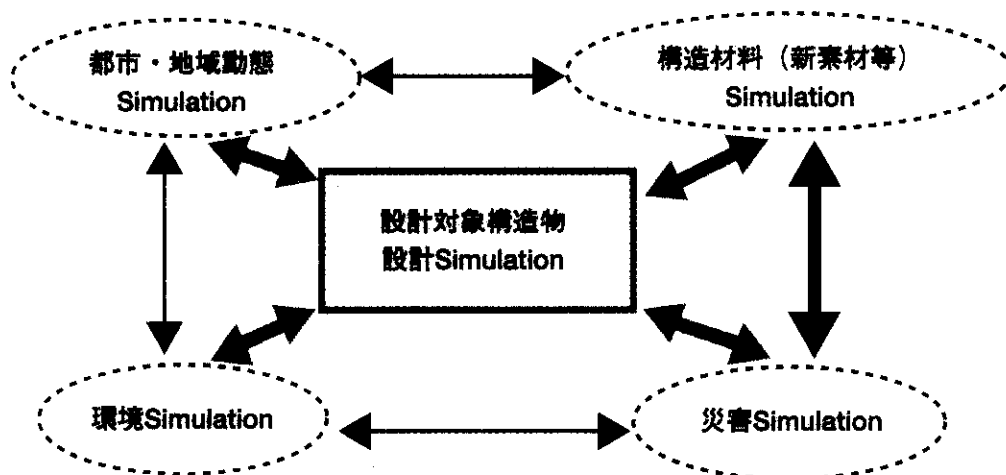 都市・地域動態
Simulation
構造材料（新素材等）
Simulation
設計対象構造物
設計Simulation
環境Simulation
災害Simulation